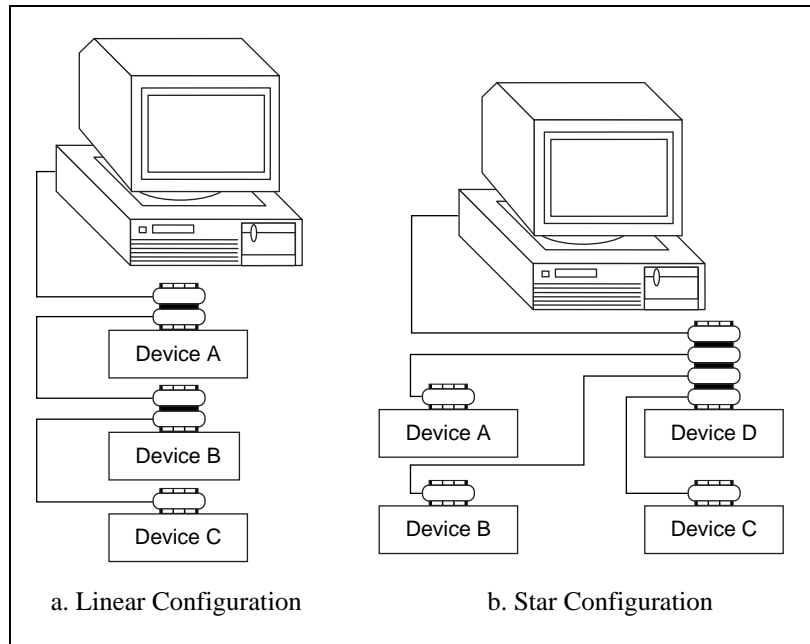 Device A
Device B
Device C
a. Linear Configuration
Device A
Device D
Device B
Device C
b. Star Configuration